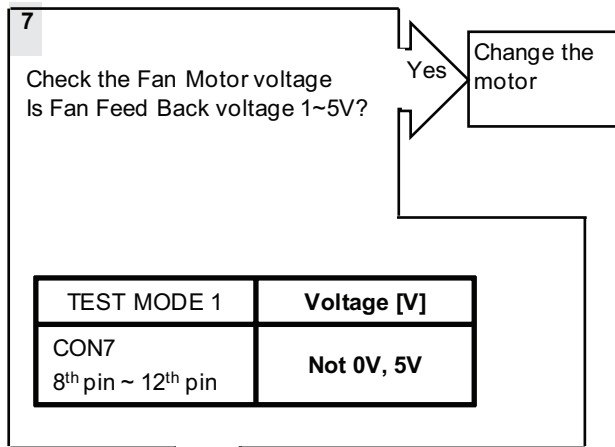 7
Check the Fan Motor voltage
Is Fan Feed Back voltage 1~5V?
Yes
Change the
motor
TEST MODE 1
Voltage [V]
CON7
8th pin ~ 12th pin
Not 0V, 5V